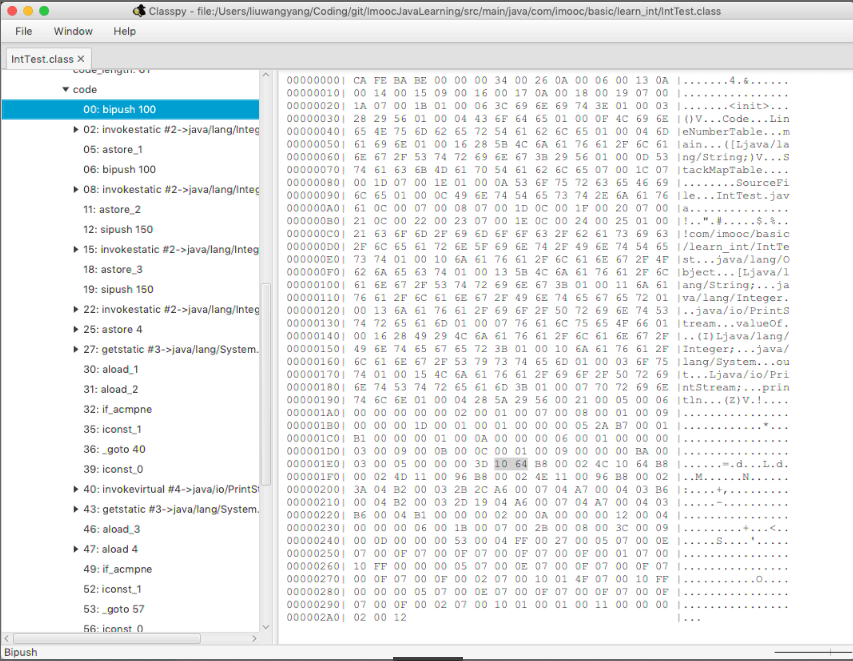 Classpy - file:/Users/liuwangyang/Coding/git/ImoocJavaLearning/src/main/java/com/imooc/basic/learn_int/IntTest.class
File Window Help
IntTest.class ×
code_length: 61
code
00: bipush 100
02: invokestatic #2->java/lang/Integ
05: astore_1
06: bipush 100
08: invokestatic #2->java/lang/Integ
11: astore_2
12: sipush 150
15: invokestatic #2->java/lang/Integ
18: astore_3
19: sipush 150
22: invokestatic #2->java/lang/Integ
25: astore 4
27: getstatic #3->java/lang/System.
30: aload_1
31: aload_2
32: if_acmpne
35: iconst_1
36: _goto 40
39: iconst_0
40: invokevirtual #4->java/io/PrintSt
43: getstatic #3->java/lang/System.
46: aload_3
47: aload 4
49: if_acmpne
52: iconst_1
53: _goto 57
56: iconst_0
00000000| CA FE BA BE 00 00 00 34 00 26 0A 00 06 00 13 0A |.......4.&......
00000010| 00 14 00 15 09 00 16 00 17 0A 00 18 00 19 07 00 |................
00000020| 1A 07 00 1B 01 00 06 3C 69 6E 69 74 3E 01 00 03 |.......<init>...
00000030| 28 29 56 01 00 04 43 6F 64 65 01 00 0F 4C 69 6E |()V...Code...Lin
00000040| 65 4E 75 6D 62 65 72 54 61 62 6C 65 01 00 04 6D |eNumberTable...m
00000050| 61 69 6E 01 00 16 28 5B 4C 6A 61 76 61 2F 6C 61 |ain...([Ljava/la
00000060| 6E 67 2F 53 74 72 69 6E 67 3B 29 56 01 00 0D 53 |ng/String;)V...S
00000070| 74 61 63 6B 4D 61 70 54 61 62 6C 65 07 00 1C 07 |tackMapTable....
00000080| 00 1D 07 00 1E 01 00 0A 53 6F 75 72 63 65 46 69 |........SourceFi
00000090| 6C 65 01 00 0C 49 6E 74 54 65 73 74 2E 6A 61 76 |le...IntTest.jav
000000A0| 61 0C 00 07 00 08 07 00 1D 0C 00 1F 00 20 07 00 |a............ ..
000000B0| 21 0C 00 22 00 23 07 00 1E 0C 00 24 00 25 01 00 |!..".#.....$.%..
000000C0| 21 63 6F 6D 2F 69 6D 6F 6F 63 2F 62 61 73 69 63 |!com/imooc/basic
000000D0| 2F 6C 65 61 72 6E 5F 69 6E 74 2F 49 6E 74 54 65 |/learn_int/IntTe
000000E0| 73 74 01 00 10 6A 61 76 61 2F 6C 61 6E 67 2F 4F |st...java/lang/O
000000F0| 62 6A 65 63 74 01 00 13 5B 4C 6A 61 76 61 2F 6C |bject...[Ljava/l
00000100| 61 6E 67 2F 53 74 72 69 6E 67 3B 01 00 11 6A 61 |ang/String;...ja
00000110| 76 61 2F 6C 61 6E 67 2F 49 6E 74 65 67 65 72 01 |va/lang/Integer.
00000120| 00 13 6A 61 76 61 2F 69 6F 2F 50 72 69 6E 74 53 |..java/io/PrintS
00000130| 74 72 65 61 6D 01 00 07 76 61 6C 75 65 4F 66 01 |tream...valueOf.
00000140| 00 16 28 49 29 4C 6A 61 76 61 2F 6C 61 6E 67 2F |..(I)Ljava/lang/
00000150| 49 6E 74 65 67 65 72 3B 01 00 10 6A 61 76 61 2F |Integer;...java/
00000160| 6C 61 6E 67 2F 53 79 73 74 65 6D 01 00 03 6F 75 |lang/System...ou
00000170| 74 01 00 15 4C 6A 61 76 61 2F 69 6F 2F 50 72 69 |t...Ljava/io/Pri
00000180| 6E 74 53 74 72 65 61 6D 3B 01 00 07 70 72 69 6E |ntStream;...prin
00000190| 74 6C 6E 01 00 04 28 5A 29 56 00 21 00 05 00 06 |tln...(Z)V.!....
000001A0| 00 00 00 00 00 02 00 01 00 07 00 08 00 01 00 09 |................
000001B0| 00 00 00 1D 00 01 00 01 00 00 00 05 2A B7 00 01 |............*...
000001C0| B1 00 00 00 01 00 0A 00 00 00 06 00 01 00 00 00 |................
000001D0| 03 00 09 00 0B 00 0C 00 01 00 09 00 00 00 BA 00 |................
000001E0| 03 00 05 00 00 00 3D 10 64 B8 00 02 4C 10 64 B8 |......=.d...L.d.
000001F0| 00 02 4D 11 00 96 B8 00 02 4E 11 00 96 B8 00 02 |..M......N......
00000200| 3A 04 B2 00 03 2B 2C A6 00 07 04 A7 00 04 03 B6 |:....+,.........
00000210| 00 04 B2 00 03 2D 19 04 A6 00 07 04 A7 00 04 03 |.....-..........
00000220| B6 00 04 B1 00 00 00 02 00 0A 00 00 00 12 00 04 |................
00000230| 00 00 00 06 00 1B 00 07 00 2B 00 08 00 3C 00 09 |.........+...<..
00000240| 00 0D 00 00 00 53 00 04 FF 00 27 00 05 07 00 0E |.....S....'.....
00000250| 07 00 0F 07 00 0F 07 00 0F 07 00 0F 00 01 07 00 |................
00000260| 10 FF 00 00 00 05 07 00 0E 07 00 0F 07 00 0F 07 |................
00000270| 00 0F 07 00 0F 00 02 07 00 10 01 4F 07 00 10 FF |...........O....
00000280| 00 00 00 05 07 00 0E 07 00 0F 07 00 0F 07 00 0F |................
00000290| 07 00 0F 00 02 07 00 10 01 00 01 00 11 00 00 00 |................
000002A0| 02 00 12 |...
Bipush